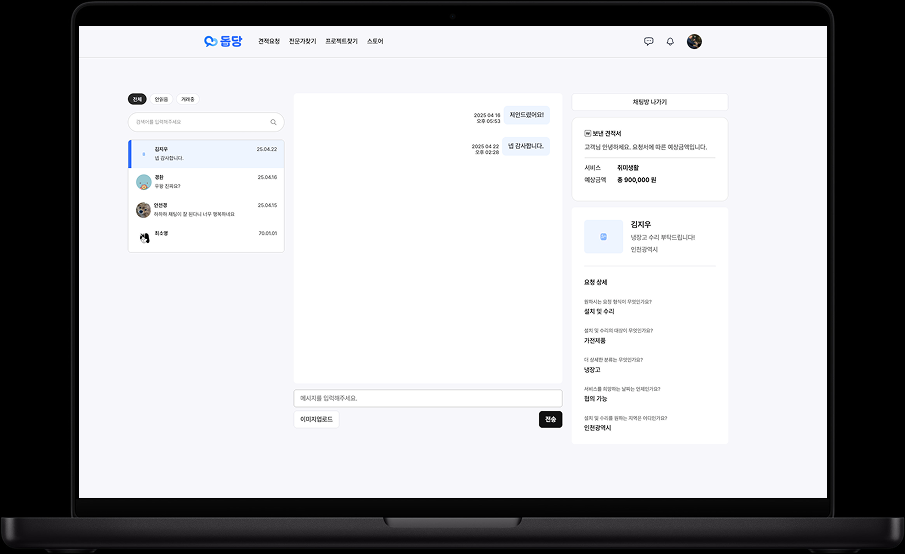 돕당
견적요청 전문가찾기 프로젝트찾기 스토어
전체 안읽음 거래중
검색어를 입력해주세요
김지우 25.04.22
넵 감사합니다.
경환 25.04.16
우왕 진짜요?
안선경 25.04.15
하하하 채팅이 잘 된다니 너무 행복하네요
최소영 70.01.01
2025 04 16
오후 05:53
제안드렸어요!
2025 04 22
오후 02:28
넵 감사합니다.
메시지를 입력해주세요.
이미지업로드
전송
채팅방 나가기
보낸 견적서
고객님 안녕하세요, 요청서에 따른 예상금액입니다.
서비스 취미생활
예상금액 총 900,000 원
김지우
냉장고 수리 부탁드립니다!
인천광역시
요청 상세
원하시는 요청 형식이 무엇인가요?
설치 및 수리
설치 및 수리의 대상이 무엇인가요?
가전제품
더 상세한 분류는 무엇인가요?
냉장고
서비스를 희망하는 날짜는 언제인가요?
협의 가능
설치 및 수리를 원하는 지역은 어디인가요?
인천광역시